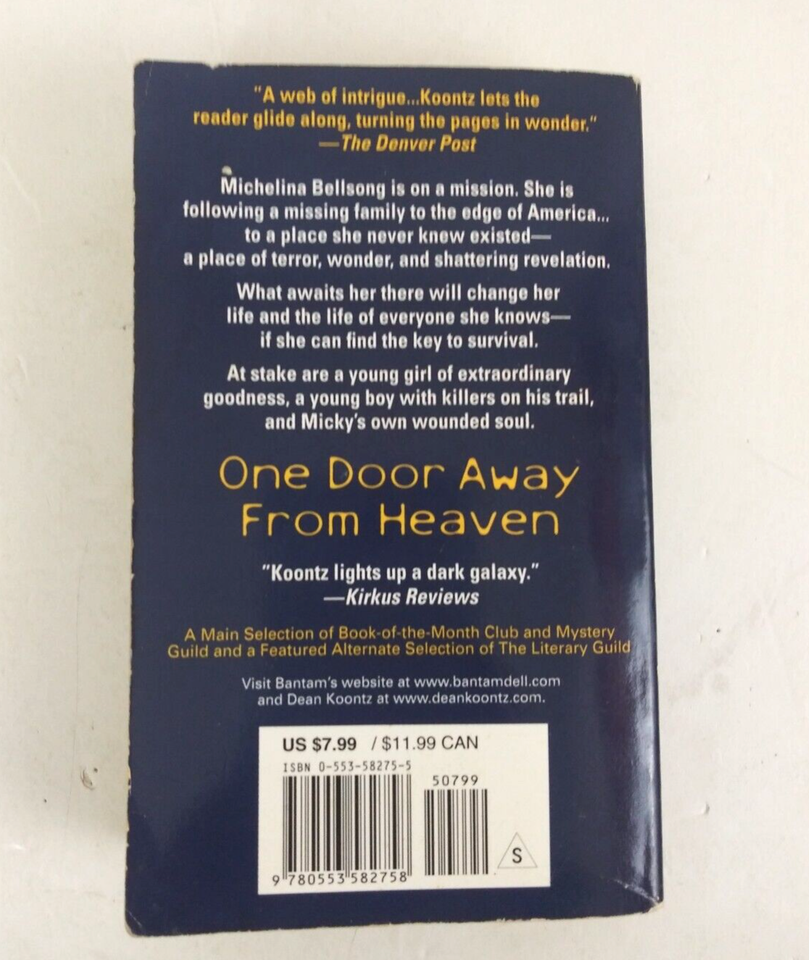 "A web of intrigue...Koontz lets the
reader glide along, turning the pages in wonder."
—The Denver Post
Michelina Bellsong is on a mission. She is
following a missing family to the edge of America...
to a place she never knew existed—
a place of terror, wonder, and shattering revelation.
What awaits her there will change her
life and the life of everyone she knows—
if she can find the key to survival.
At stake are a young girl of extraordinary
goodness, a young boy with killers on his trail,
and Micky's own wounded soul.
One Door Away
From Heaven
"Koontz lights up a dark galaxy."
—Kirkus Reviews
A Main Selection of Book-of-the-Month Club and Mystery
Guild and a Featured Alternate Selection of The Literary Guild
Visit Bantam's website at www.bantamdell.com
and Dean Koontz at www.deankoontz.com.
US $7.99 / $11.99 CAN
ISBN 0-553-58275-5
50799
S
9 780553 582758